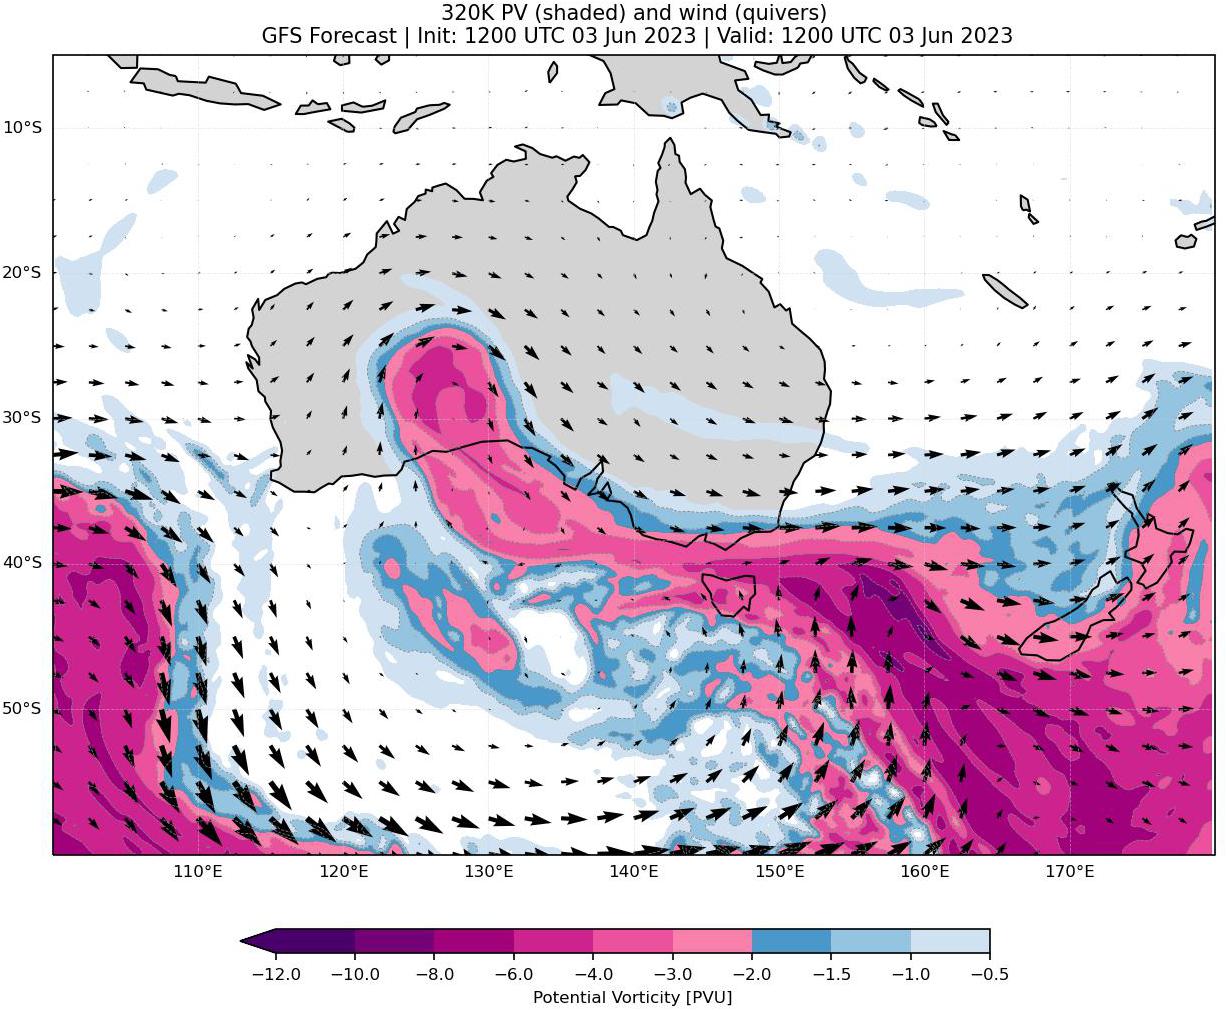 320K PV (shaded) and wind (quivers)
GFS Forecast | Init: 1200 UTC 03 Jun 2023 | Valid: 1200 UTC 03 Jun 2023
10°S
20°S
30°S
40°S
50°S
110°E 120°E 130°E 140°E 150°E 160°E 170°E
−12.0 −10.0 −8.0 −6.0 −4.0 −3.0 −2.0 −1.5 −1.0 −0.5
Potential Vorticity [PVU]